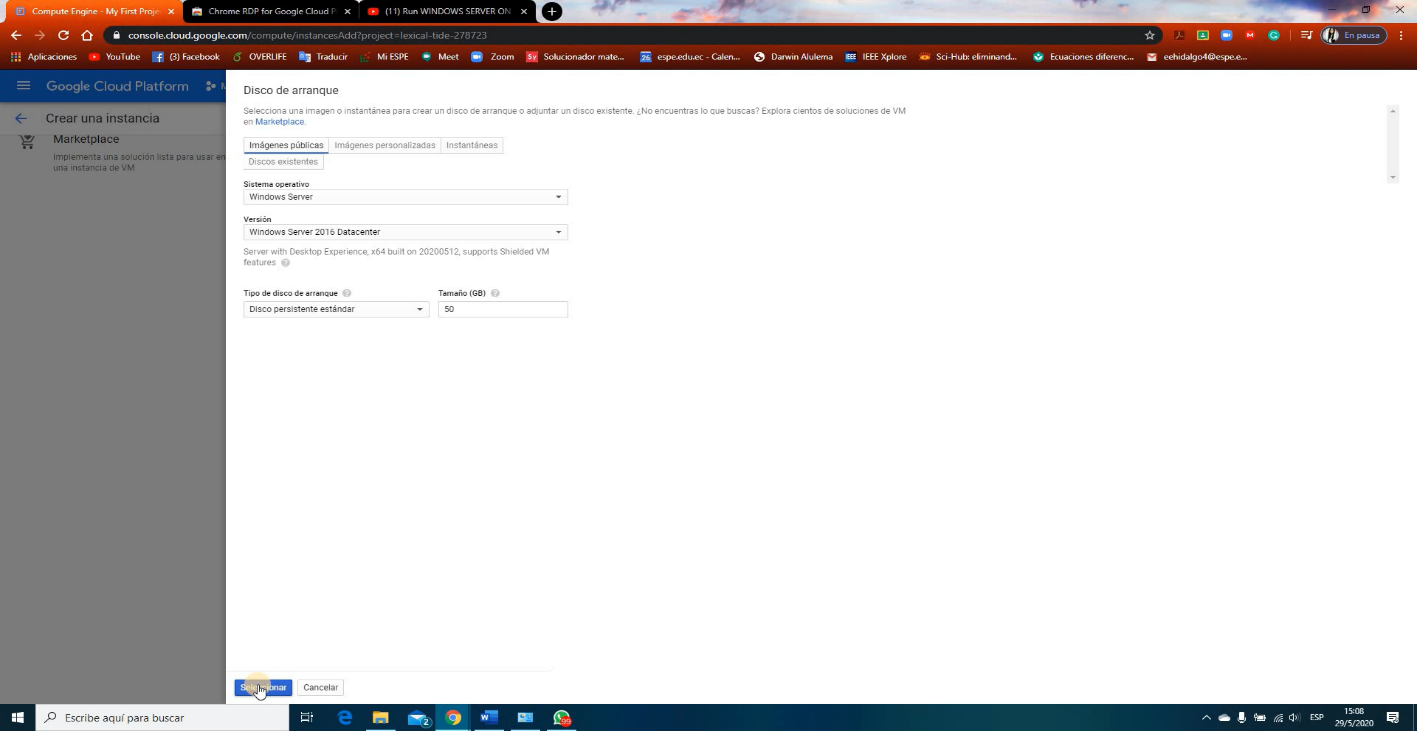 Compute Engine - My First Proje
Chrome RDP for Google Cloud P
(11) Run WINDOWS SERVER ON
console.cloud.google.com/compute/instancesAdd?project=lexical-tide-278723
En pausa
Aplicaciones
YouTube
(3) Facebook
OVERLIFE
Traducir
Mi ESPE
Meet
Zoom
Solucionador mate...
espe.edu.ec - Calen...
Darwin Alulema
IEEE Xplore
Sci-Hub: eliminand...
Ecuaciones diferenc...
eehidalgo4@espe.e...
Google Cloud Platform
Crear una instancia
Marketplace
Implementa una solución lista para usar en
una instancia de VM
Disco de arranque
Selecciona una imagen o instantánea para crear un disco de arranque o adjuntar un disco existente. ¿No encuentras lo que buscas? Explora cientos de soluciones de VM
en Marketplace.
Imágenes públicas Imágenes personalizadas Instantáneas
Discos existentes
Sistema operativo
Windows Server
Versión
Windows Server 2016 Datacenter
Server with Desktop Experience, x64 built on 20200512, supports Shielded VM
features
Tipo de disco de arranque Tamaño (GB)
Disco persistente estándar 50
Cancelar
Escribe aquí para buscar
2
99
ESP
15:08
29/5/2020